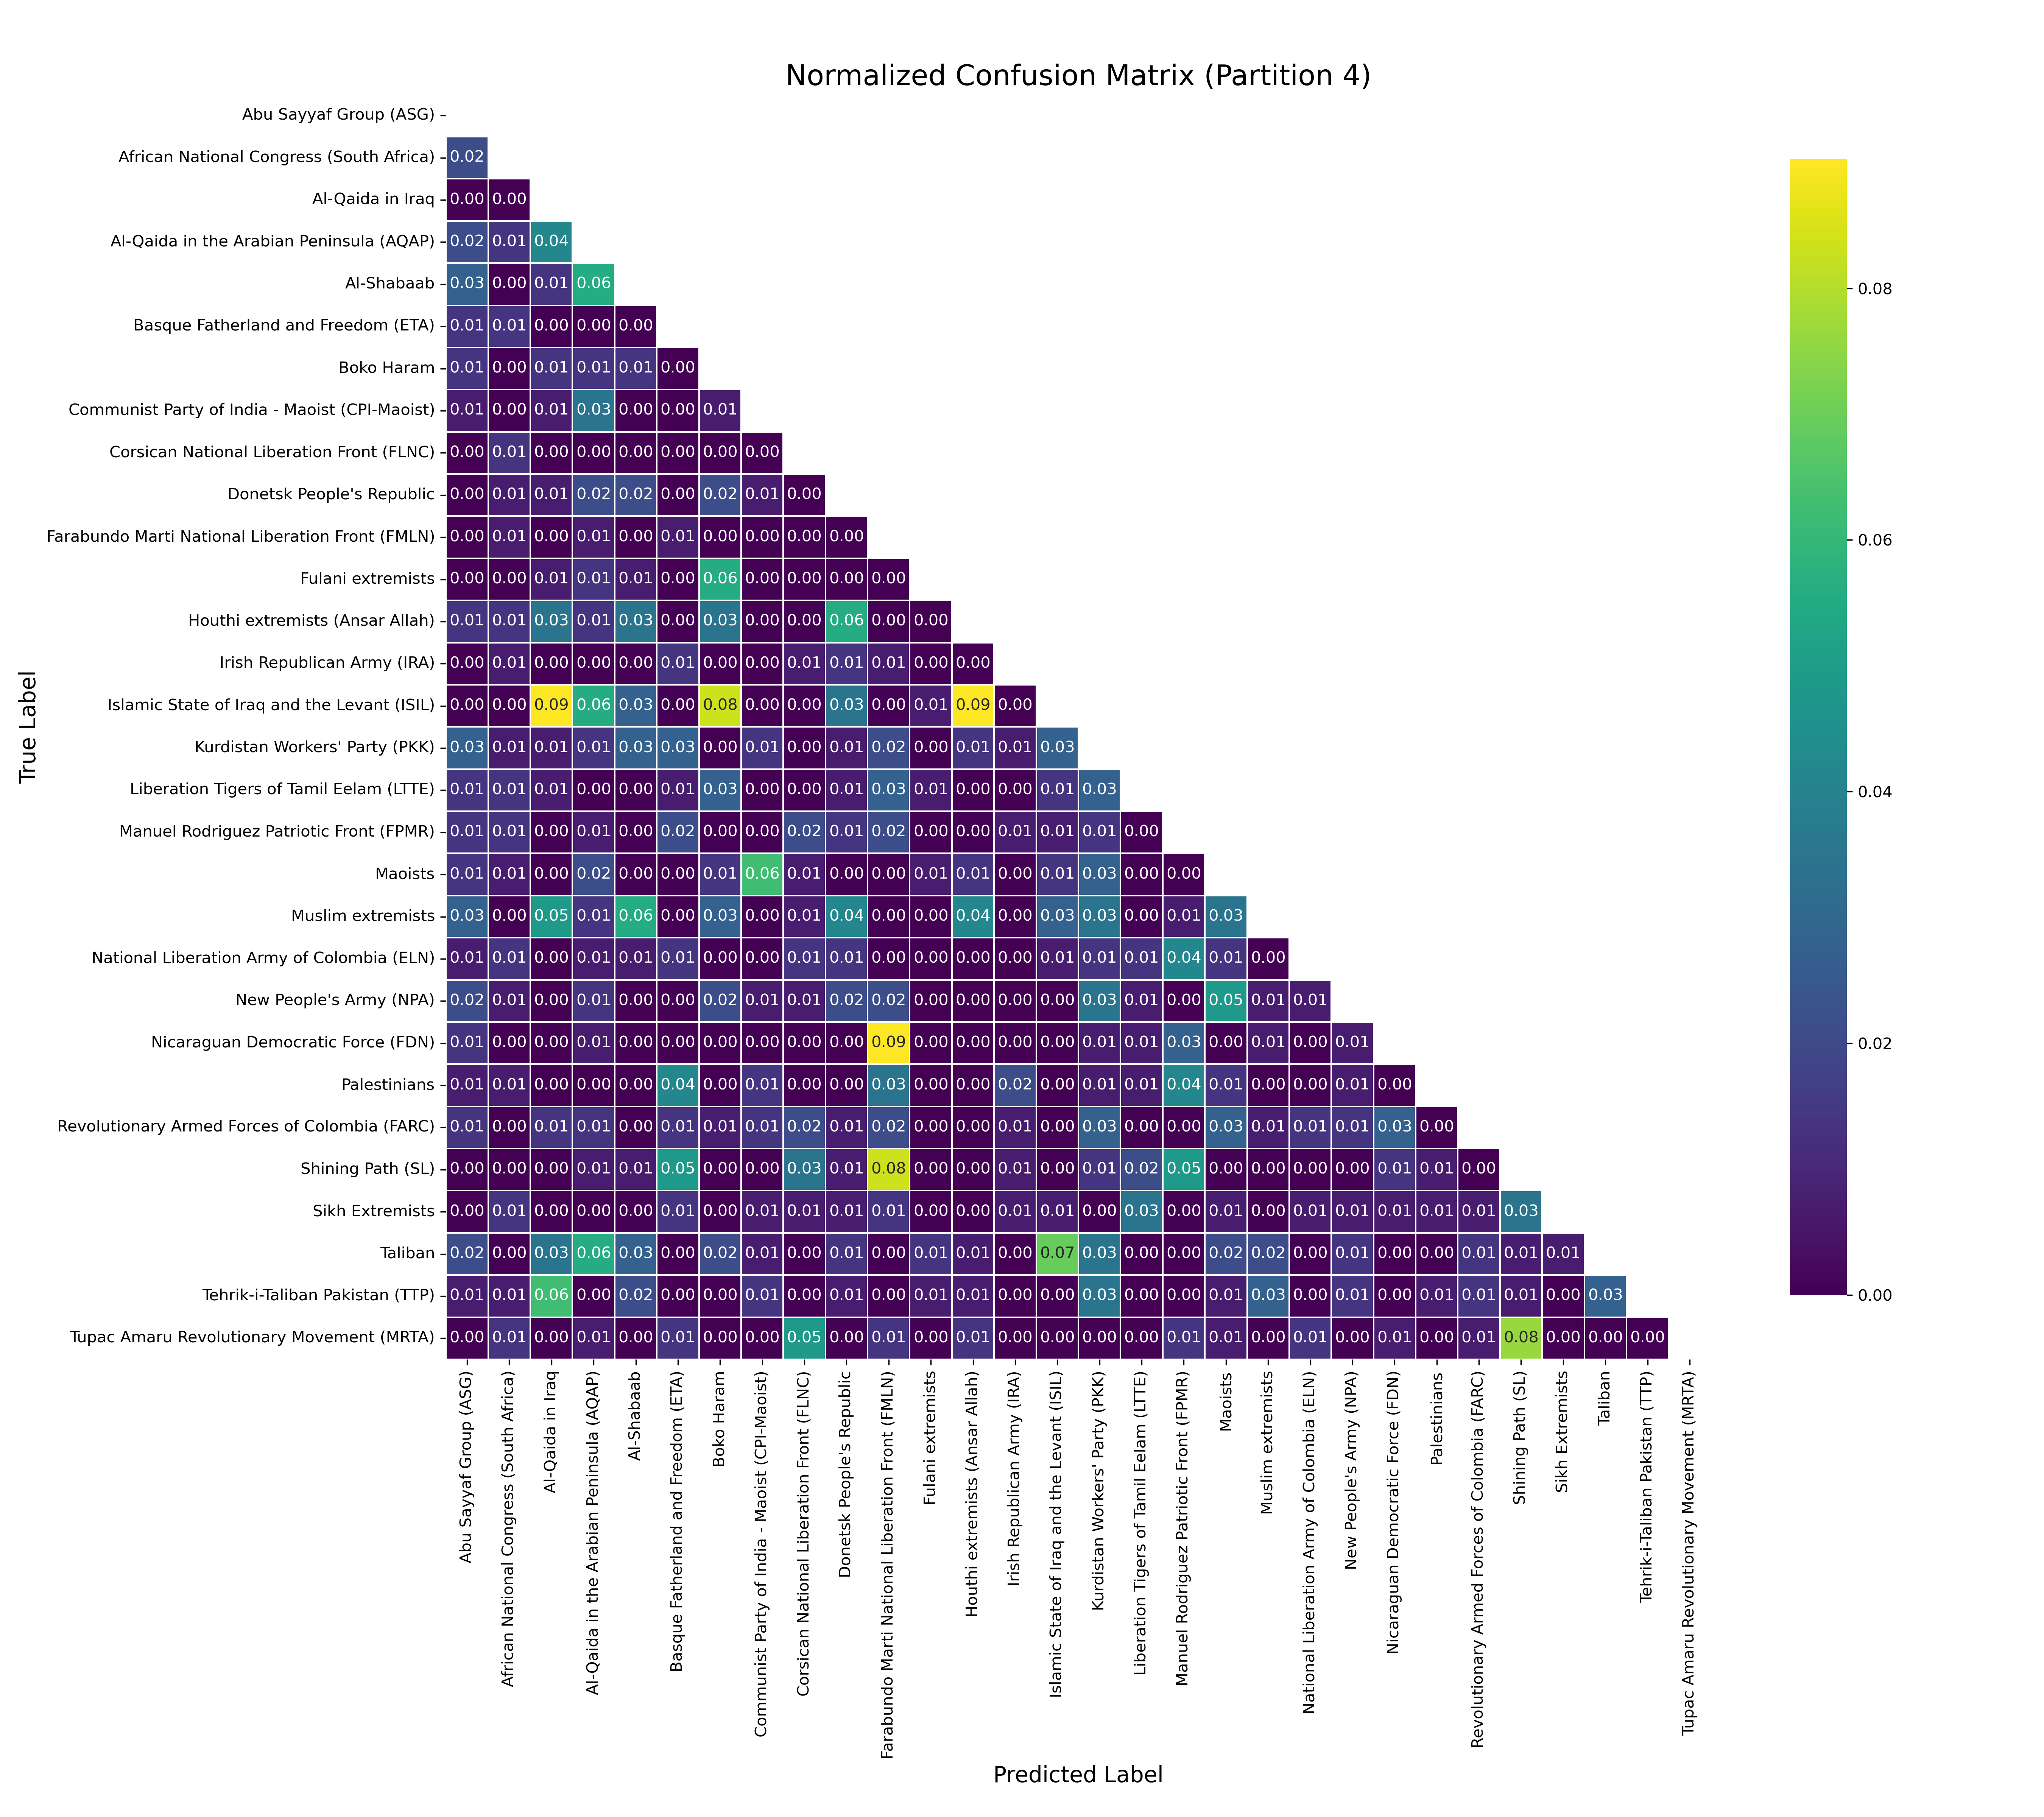 Normalized Confusion Matrix (Partition 4)
True Label
Abu Sayyaf Group (ASG)
African National Congress (South Africa) 0.02
Al-Qaida in Iraq 0.00 0.00
Al-Qaida in the Arabian Peninsula (AQAP) 0.02 0.01 0.04
Al-Shabaab 0.03 0.00 0.01 0.06
Basque Fatherland and Freedom (ETA) 0.01 0.01 0.00 0.00 0.00
Boko Haram 0.01 0.00 0.01 0.01 0.01 0.00
Communist Party of India - Maoist (CPI-Maoist) 0.01 0.00 0.01 0.03 0.00 0.00 0.01
Corsican National Liberation Front (FLNC) 0.00 0.01 0.00 0.00 0.00 0.00 0.00 0.00
Donetsk People's Republic 0.00 0.01 0.01 0.02 0.02 0.00 0.02 0.01 0.00
Farabundo Marti National Liberation Front (FMLN) 0.00 0.01 0.00 0.01 0.00 0.01 0.00 0.00 0.00 0.00
Fulani extremists 0.00 0.00 0.01 0.01 0.01 0.00 0.06 0.00 0.00 0.00 0.00
Houthi extremists (Ansar Allah) 0.01 0.01 0.03 0.01 0.03 0.00 0.03 0.00 0.00 0.06 0.00 0.00
Irish Republican Army (IRA) 0.00 0.01 0.00 0.00 0.00 0.01 0.00 0.00 0.01 0.01 0.01 0.00 0.00
Islamic State of Iraq and the Levant (ISIL) 0.00 0.00 0.09 0.06 0.03 0.00 0.08 0.00 0.00 0.03 0.00 0.01 0.09 0.00
Kurdistan Workers' Party (PKK) 0.03 0.01 0.01 0.01 0.03 0.03 0.00 0.01 0.00 0.01 0.02 0.00 0.01 0.01 0.03
Liberation Tigers of Tamil Eelam (LTTE) 0.01 0.01 0.01 0.00 0.00 0.01 0.03 0.00 0.00 0.01 0.03 0.01 0.00 0.00 0.01 0.03
Manuel Rodriguez Patriotic Front (FPMR) 0.01 0.01 0.00 0.01 0.00 0.02 0.00 0.00 0.02 0.01 0.02 0.00 0.00 0.01 0.01 0.01 0.00
Maoists 0.01 0.01 0.00 0.02 0.00 0.00 0.01 0.06 0.01 0.00 0.00 0.01 0.01 0.00 0.01 0.03 0.00 0.00
Muslim extremists 0.03 0.00 0.05 0.01 0.06 0.00 0.03 0.00 0.01 0.04 0.00 0.00 0.04 0.00 0.03 0.03 0.00 0.01 0.03
National Liberation Army of Colombia (ELN) 0.01 0.01 0.00 0.01 0.01 0.01 0.00 0.00 0.01 0.01 0.00 0.00 0.00 0.00 0.01 0.01 0.01 0.04 0.01 0.00
New People's Army (NPA) 0.02 0.01 0.00 0.01 0.00 0.00 0.02 0.01 0.01 0.02 0.02 0.00 0.00 0.00 0.00 0.03 0.01 0.00 0.05 0.01 0.01
Nicaraguan Democratic Force (FDN) 0.01 0.00 0.00 0.01 0.00 0.00 0.00 0.00 0.00 0.00 0.09 0.00 0.00 0.00 0.00 0.01 0.01 0.03 0.00 0.01 0.00 0.01
Palestinians 0.01 0.01 0.00 0.00 0.00 0.04 0.00 0.01 0.00 0.00 0.03 0.00 0.00 0.02 0.00 0.01 0.01 0.04 0.01 0.00 0.00 0.01 0.00
Revolutionary Armed Forces of Colombia (FARC) 0.01 0.00 0.01 0.01 0.00 0.01 0.01 0.01 0.02 0.01 0.02 0.00 0.00 0.01 0.00 0.03 0.00 0.00 0.03 0.01 0.01 0.01 0.03 0.00
Shining Path (SL) 0.00 0.00 0.00 0.01 0.01 0.05 0.00 0.00 0.03 0.01 0.08 0.00 0.00 0.01 0.00 0.01 0.02 0.05 0.00 0.00 0.00 0.00 0.01 0.01 0.00
Sikh Extremists 0.00 0.01 0.00 0.00 0.00 0.01 0.00 0.01 0.01 0.01 0.01 0.00 0.00 0.01 0.01 0.00 0.03 0.00 0.01 0.00 0.01 0.01 0.01 0.01 0.01 0.03
Taliban 0.02 0.00 0.03 0.06 0.03 0.00 0.02 0.01 0.00 0.01 0.00 0.01 0.01 0.00 0.07 0.03 0.00 0.00 0.02 0.02 0.00 0.01 0.00 0.00 0.01 0.01 0.01
Tehrik-i-Taliban Pakistan (TTP) 0.01 0.01 0.06 0.00 0.02 0.00 0.00 0.01 0.00 0.01 0.00 0.01 0.01 0.00 0.00 0.03 0.00 0.00 0.01 0.03 0.00 0.01 0.00 0.01 0.01 0.01 0.00 0.03
Tupac Amaru Revolutionary Movement (MRTA) 0.00 0.01 0.00 0.01 0.00 0.01 0.00 0.00 0.05 0.00 0.01 0.00 0.01 0.00 0.00 0.00 0.00 0.01 0.01 0.00 0.01 0.00 0.01 0.00 0.01 0.08 0.00 0.00 0.00
Abu Sayyaf Group (ASG)
African National Congress (South Africa)
Al-Qaida in Iraq
Al-Qaida in the Arabian Peninsula (AQAP)
Al-Shabaab
Basque Fatherland and Freedom (ETA)
Boko Haram
Communist Party of India - Maoist (CPI-Maoist)
Corsican National Liberation Front (FLNC)
Donetsk People's Republic
Farabundo Marti National Liberation Front (FMLN)
Fulani extremists
Houthi extremists (Ansar Allah)
Irish Republican Army (IRA)
Islamic State of Iraq and the Levant (ISIL)
Kurdistan Workers' Party (PKK)
Liberation Tigers of Tamil Eelam (LTTE)
Manuel Rodriguez Patriotic Front (FPMR)
Maoists
Muslim extremists
National Liberation Army of Colombia (ELN)
New People's Army (NPA)
Nicaraguan Democratic Force (FDN)
Palestinians
Revolutionary Armed Forces of Colombia (FARC)
Shining Path (SL)
Sikh Extremists
Taliban
Tehrik-i-Taliban Pakistan (TTP)
Tupac Amaru Revolutionary Movement (MRTA)
Predicted Label
0.08
0.06
0.04
0.02
0.00